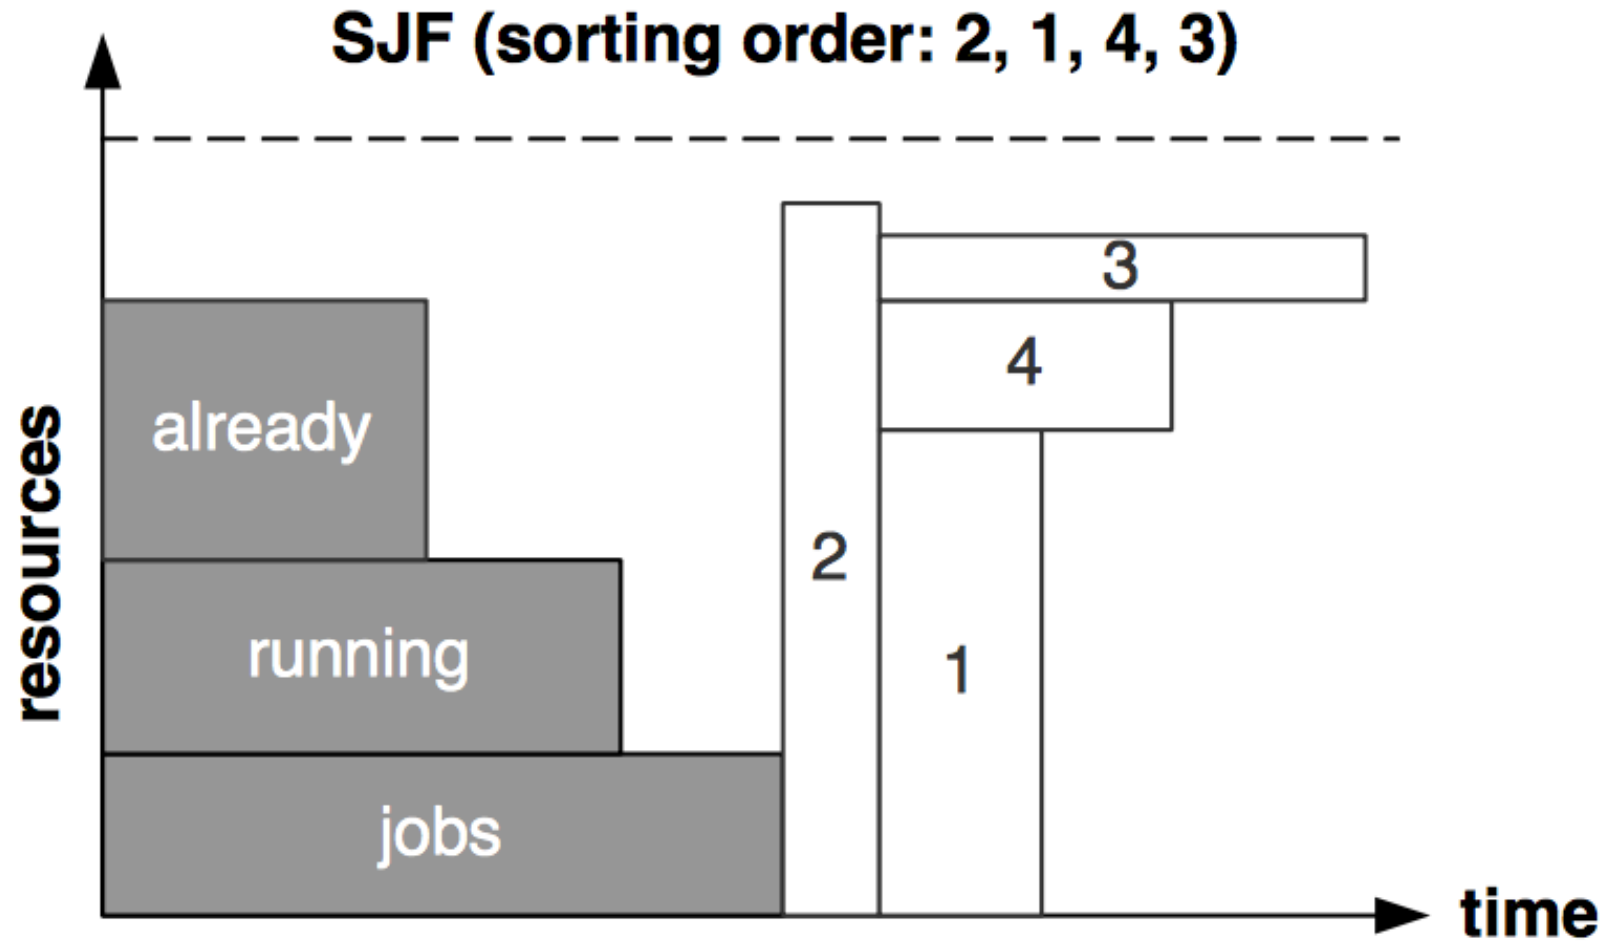 SJF (sorting order: 2, 1, 4, 3)
3
4
already
resources
2
running
1
jobs
time